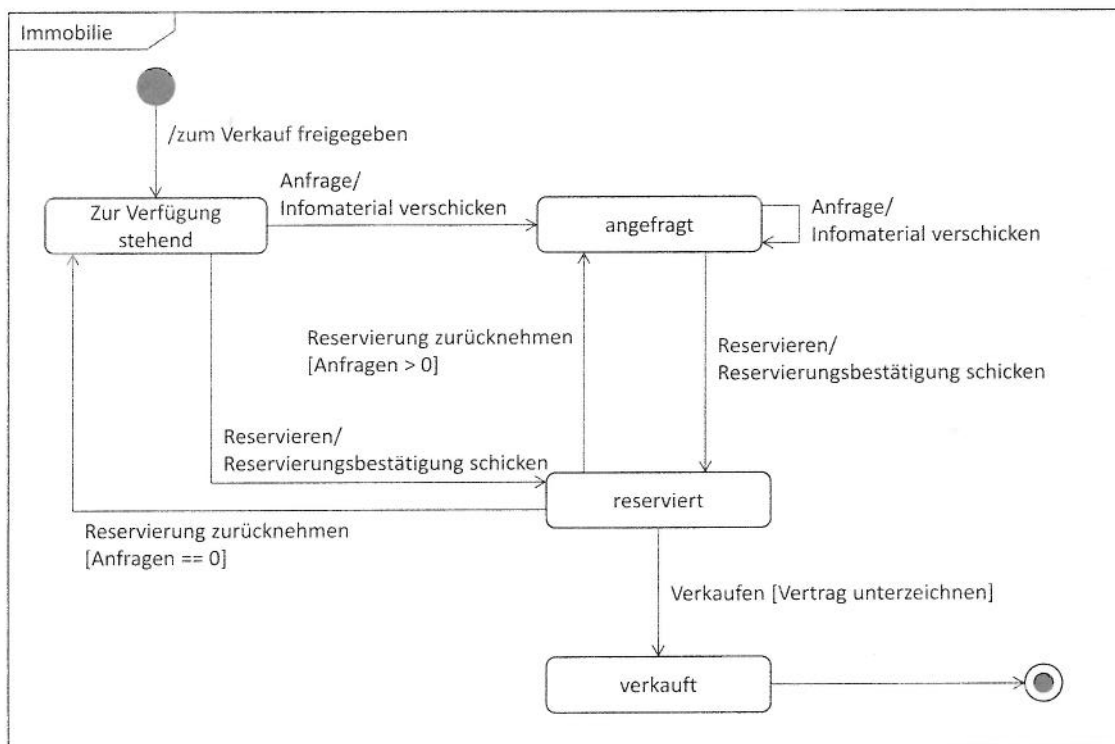 Immobilie
/zum Verkauf freigegeben
Anfrage/
Infomaterial verschicken
Zur Verfügung
stehend
angefragt
Anfrage/
Infomaterial verschicken
Reservierung zurücknehmen
[Anfragen > 0]
Reservieren/
Reservierungsbestätigung schicken
Reservieren/
Reservierungsbestätigung schicken
reserviert
Reservierung zurücknehmen
[Anfragen == 0]
Verkaufen [Vertrag unterzeichnen]
verkauft